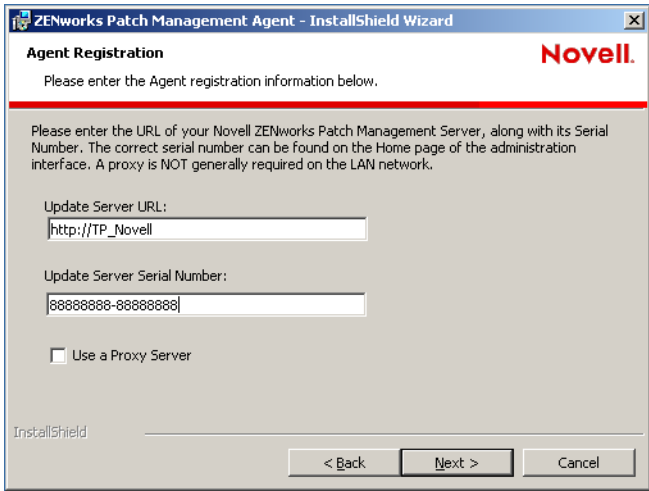 ZENworks Patch Management Agent - InstallShield Wizard
Agent Registration
Novell.
Please enter the Agent registration information below.
Please enter the URL of your Novell ZENworks Patch Management Server, along with its Serial
Number. The correct serial number can be found on the Home page of the administration
interface. A proxy is NOT generally required on the LAN network.
Update Server URL:
http://TP_Novell
Update Server Serial Number:
88888888-88888888
Use a Proxy Server
InstallShield
< Back
Next >
Cancel